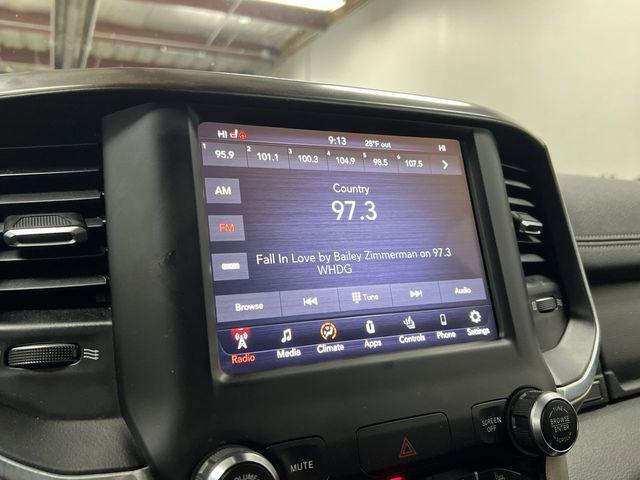 HI 9:13 28°F out HI
1 95.9 2 101.1 3 100.3 4 104.9 5 98.5 6 107.5
AM
Country
FM
97.3
Fall In Love by Bailey Zimmerman on 97.3
WHDG
Browse Tune Audio
Radio Media Climate Apps Controls Phone Settings
SCREEN
OFF
MUTE
VOLUME
TUNE
BROWSE
ENTER